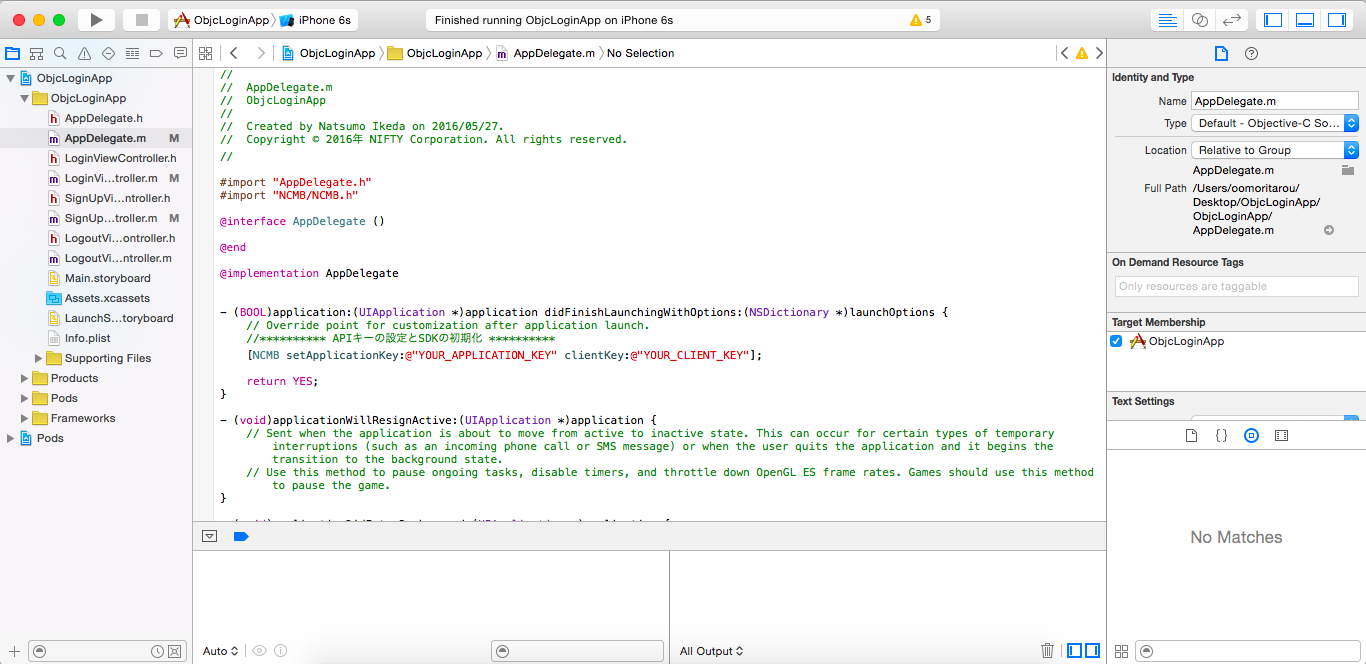 ObjcLoginApp
iPhone 6s
Finished running ObjcLoginApp on iPhone 6s
5
ObjcLoginApp
ObjcLoginApp
AppDelegate.m
No Selection
ObjcLoginApp
ObjcLoginApp
AppDelegate.h
AppDelegate.m M
LoginViewController.h
LoginVi...troller.m M
SignUpVi...ntroller.h
SignUp...troller.m M
LogoutVi...ontroller.h
LogoutVi...ntroller.m
Main.storyboard
Assets.xcassets
LaunchS...toryboard
Info.plist
Supporting Files
Products
Pods
Frameworks
Pods
//
// AppDelegate.m
// ObjcLoginApp
//
// Created by Natsumo Ikeda on 2016/05/27.
// Copyright © 2016年 NIFTY Corporation. All rights reserved.
//
#import "AppDelegate.h"
#import "NCMB/NCMB.h"
@interface AppDelegate ()
@end
@implementation AppDelegate
- (BOOL)application:(UIApplication *)application didFinishLaunchingWithOptions:(NSDictionary *)launchOptions {
// Override point for customization after application launch.
//********** APIキーの設定とSDKの初期化 **********
[NCMB setApplicationKey:@"YOUR_APPLICATION_KEY" clientKey:@"YOUR_CLIENT_KEY"];
return YES;
}
- (void)applicationWillResignActive:(UIApplication *)application {
// Sent when the application is about to move from active to inactive state. This can occur for certain types of temporary
interruptions (such as an incoming phone call or SMS message) or when the user quits the application and it begins the
transition to the background state.
// Use this method to pause ongoing tasks, disable timers, and throttle down OpenGL ES frame rates. Games should use this method
to pause the game.
}
Auto
All Output
Identity and Type
Name AppDelegate.m
Type Default - Objective-C So...
Location Relative to Group
AppDelegate.m
Full Path /Users/oomoritarou/
Desktop/ObjcLoginApp/
ObjcLoginApp/
AppDelegate.m
On Demand Resource Tags
Only resources are taggable
Target Membership
ObjcLoginApp
Text Settings
{}
No Matches